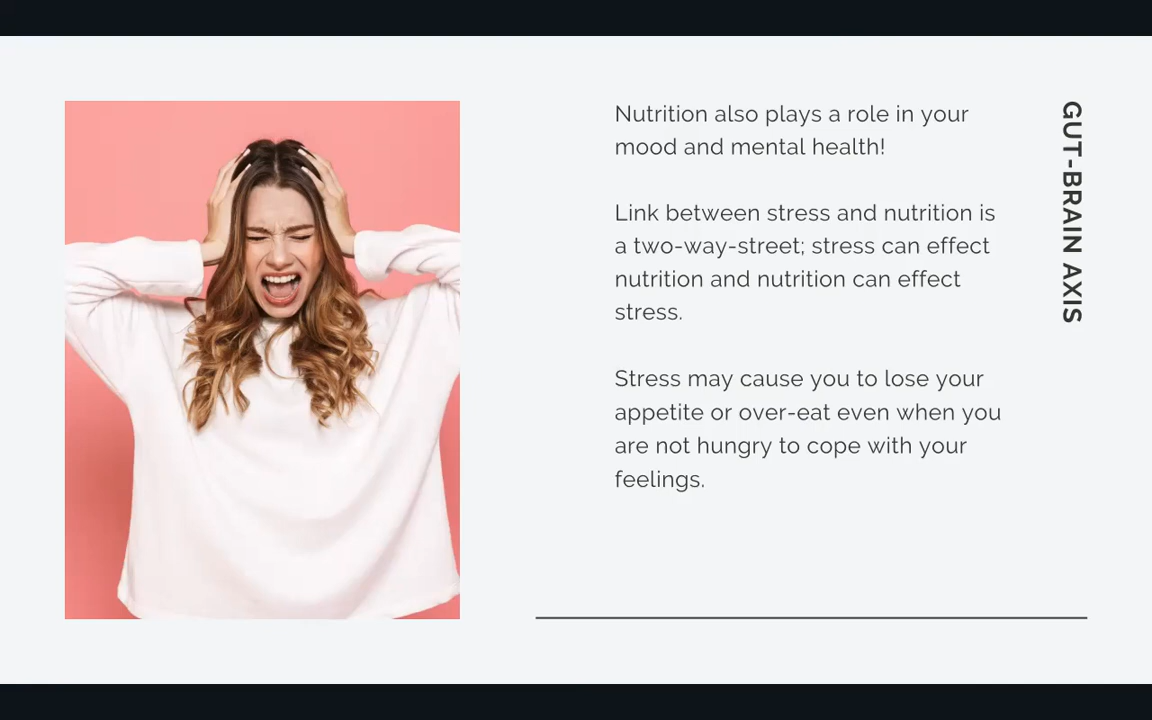 Nutrition also plays a role in your
mood and mental health!
Link between stress and nutrition is
a two-way-street; stress can effect
nutrition and nutrition can effect
stress.
Stress may cause you to lose your
appetite or over-eat even when you
are not hungry to cope with your
feelings.
GUT-BRAIN AXIS